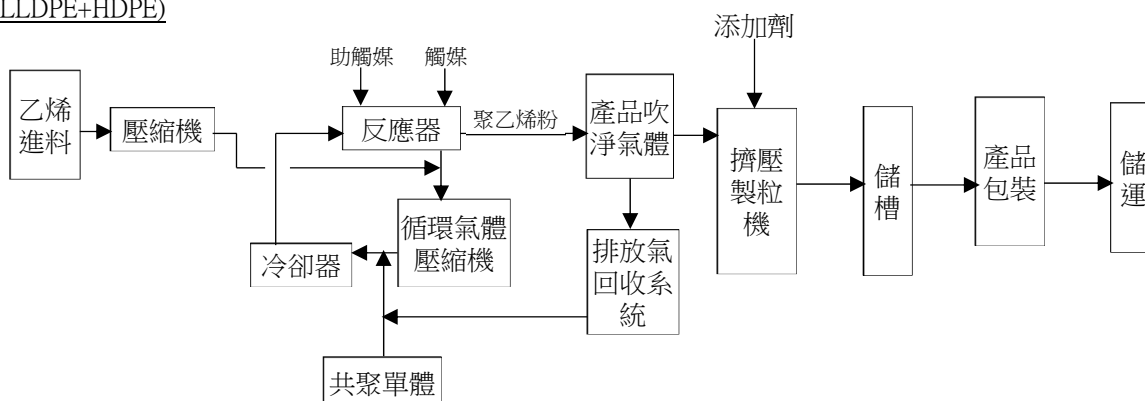 LLDPE+HDPE)
添加劑
助觸媒
觸媒
乙烯
進料
壓縮機
反應器
聚乙烯粉
產品吹
淨氣體
擠壓
製粒
機
儲
槽
產品
包裝
儲
運
循環氣體
壓縮機
冷卻器
排放氣
回收系
統
共聚單體